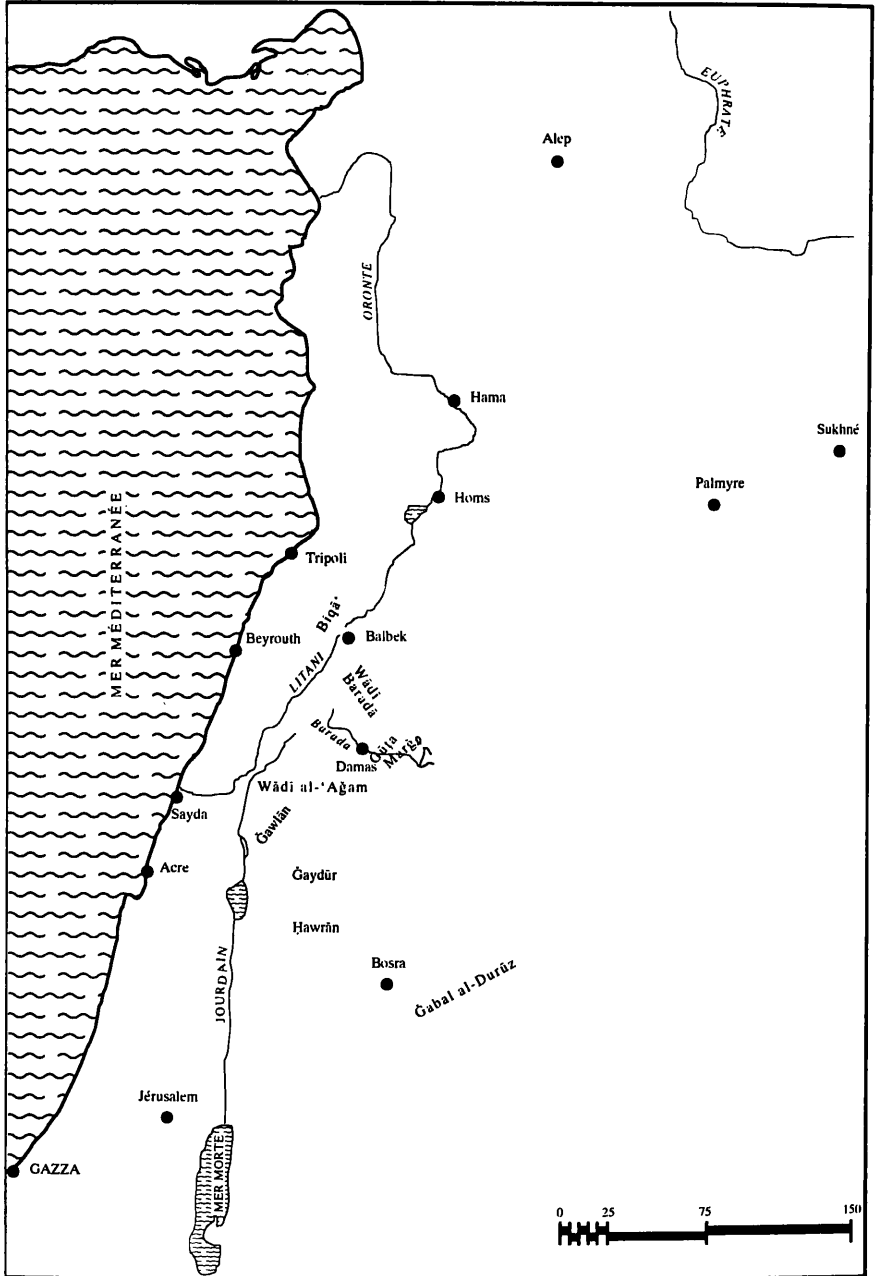 EUPHRATE
Alep
ORONTE
Hama
Sukhné
Palmyre
Homs
MER MÉDITERRANÉE
Tripoli
Biqā‘
Beyrouth
Balbek
LITANI
Wādī
Baradā
Barada
Ġūṭa
Marǧ
Damas
Wādī al-‘Aǧam
Sayda
Ǧawlān
Acre
Ǧaydūr
Ḥawrān
JOURDAIN
Bosra
Ǧabal al-Durūz
Jérusalem
MER MORTE
GAZZA
0 25 75 150